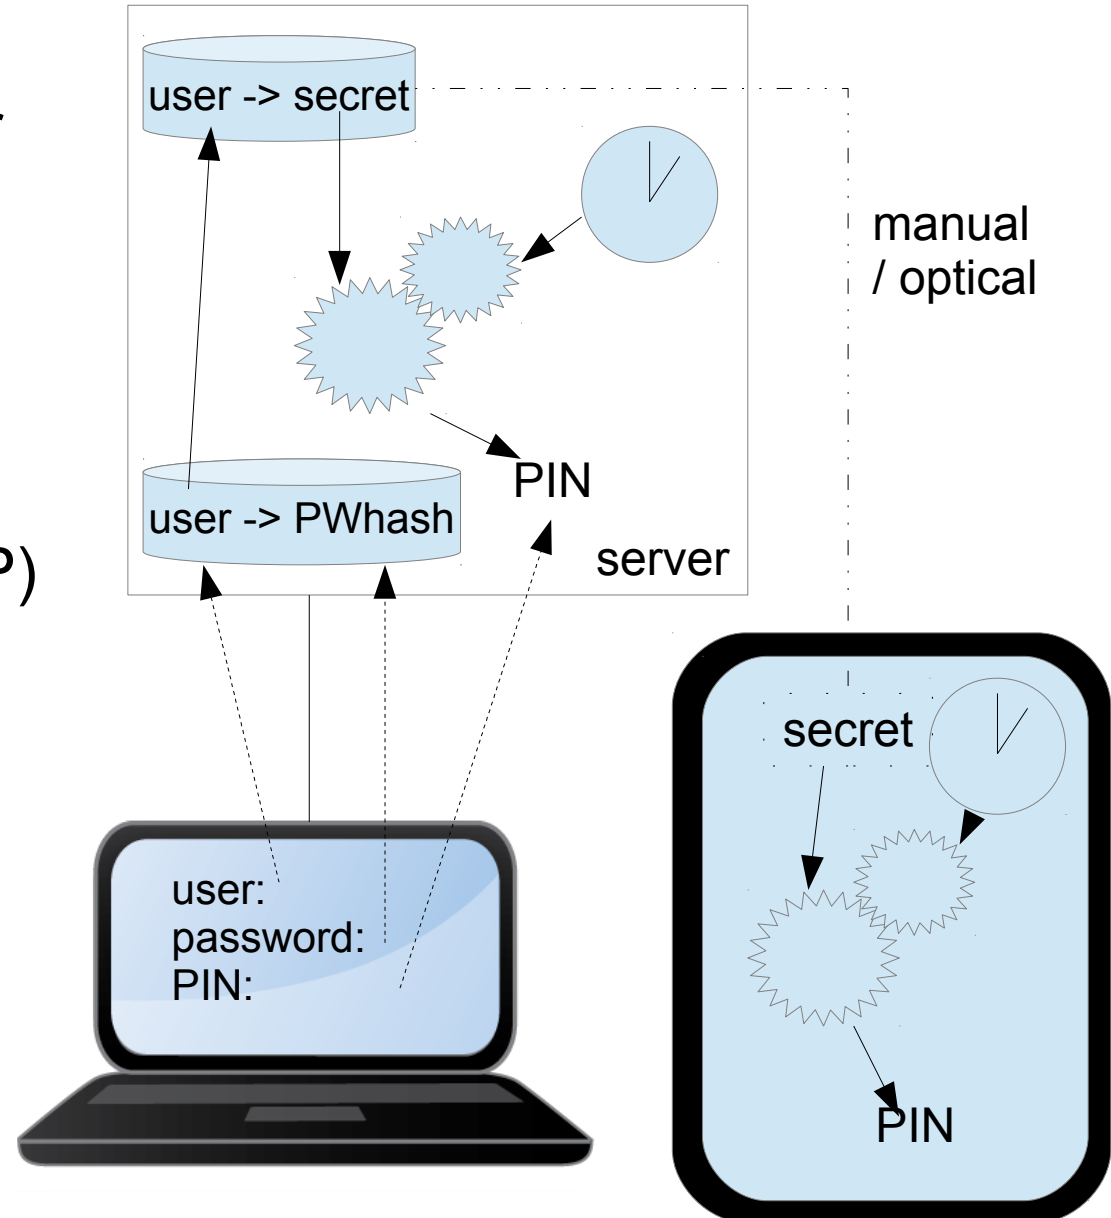 user -> secret
manual
/ optical
user -> PWhash
PIN
server
P)
secret
user:
password:
PIN:
PIN